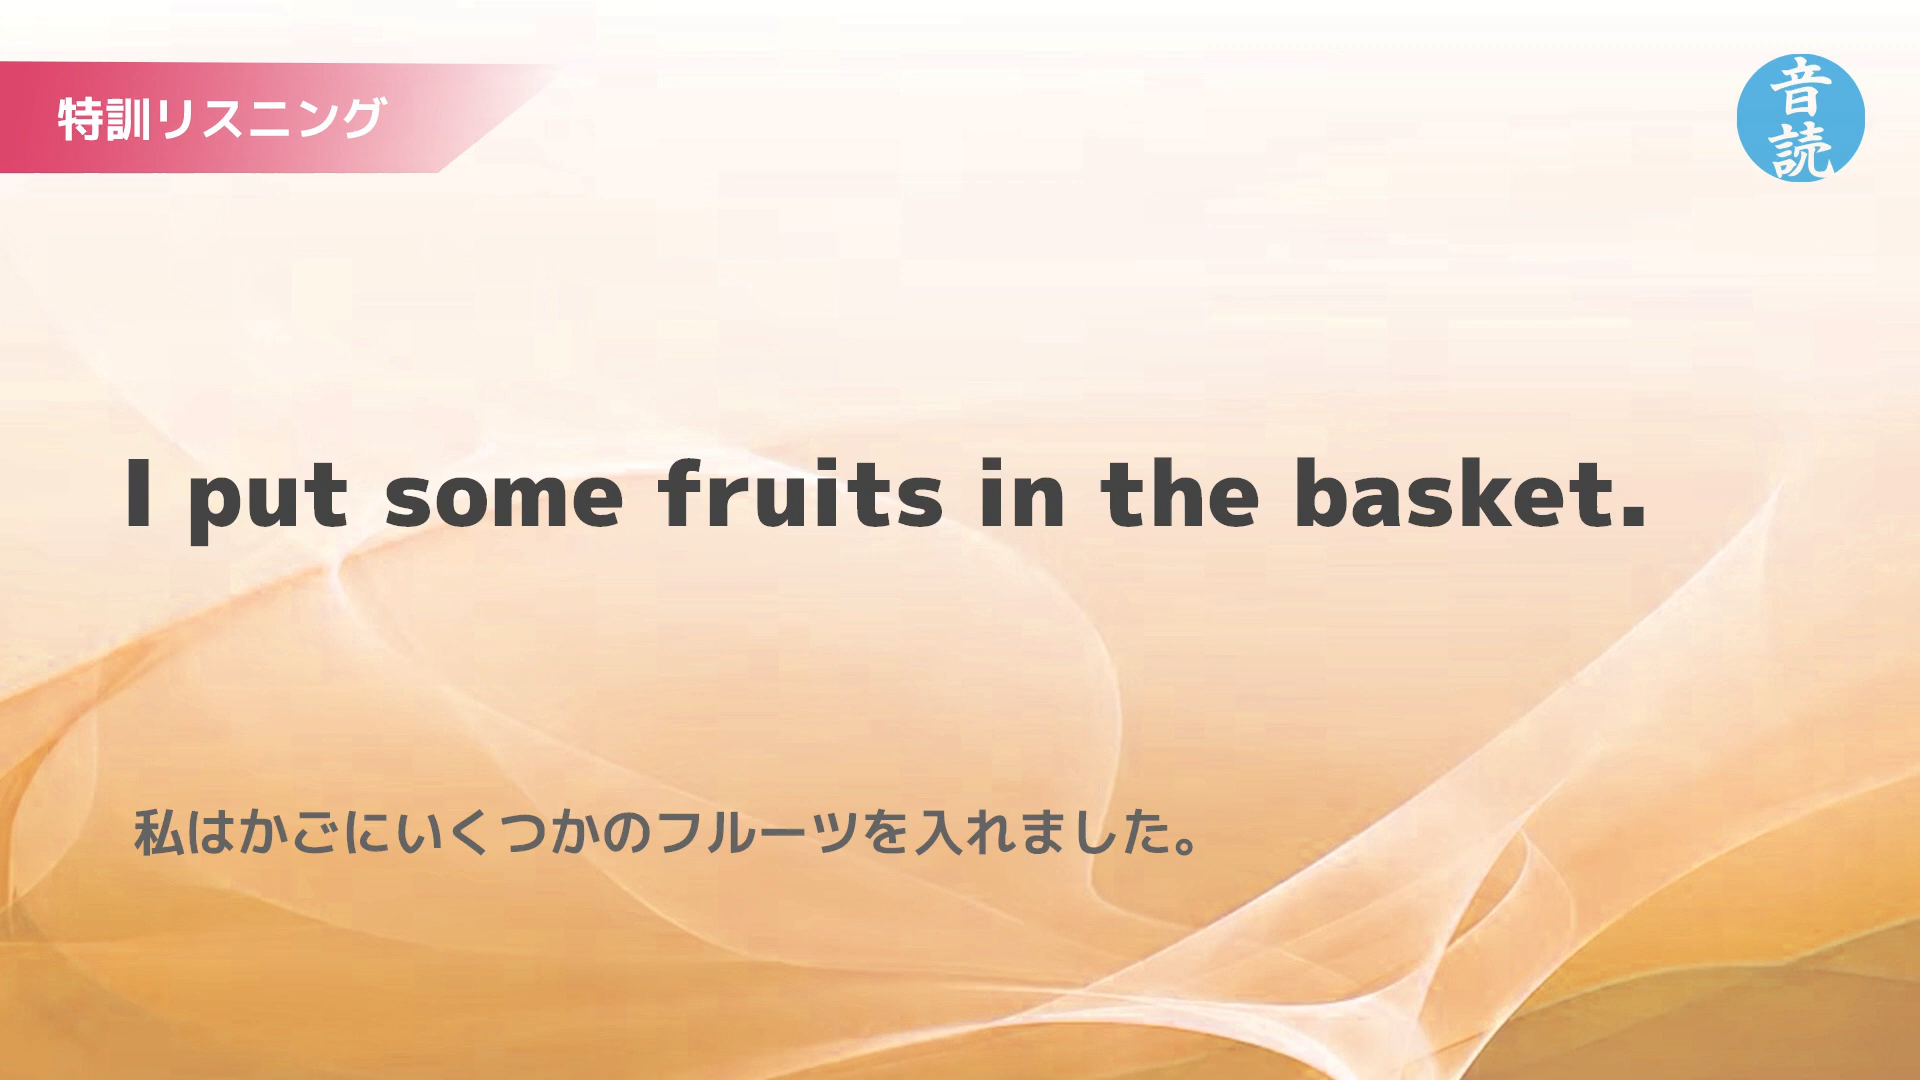 特訓リスニング
音読
I put some fruits in the basket.
私はかごにいくつかのフルーツを入れました。